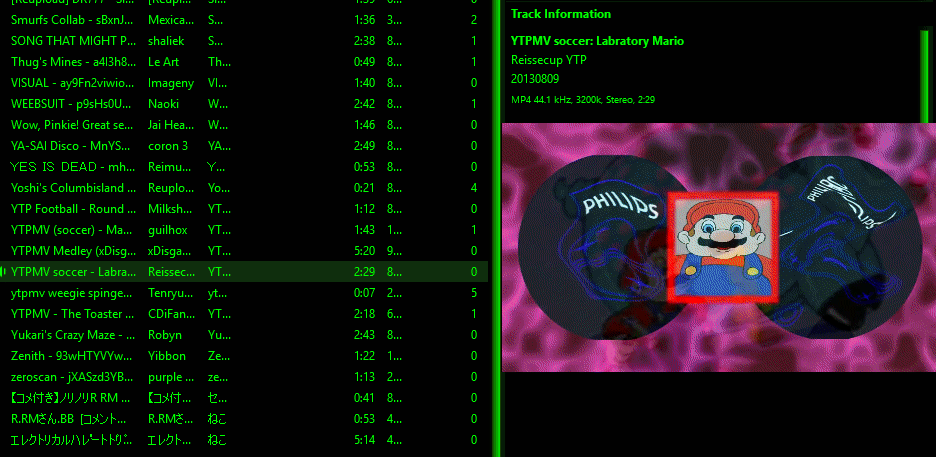 [Reupload] DR777 - Sl... [Reupl... S... 1:59 8... 0
Smurfs Collab - sBxnJ... Mexica... S... 1:36 3... 2
SONG THAT MIGHT P... shaliek S... 2:38 8... 1
Thug's Mines - a4l3h8... Le Art Th... 0:49 8... 1
VISUAL - ay9Fn2viwio... Imageny VI... 1:40 8... 0
WEEBSUIT - p9sHs0U... Naoki W... 2:42 8... 1
Wow, Pinkie! Great se... Jai Hea... W... 1:46 8... 0
YA-SAI Disco - MnYS... coron 3 YA... 2:49 8... 0
ＹＥＳ ＩＳ ＤＥＡＤ - mh... Reimu... Ｙ... 0:53 8... 0
Yoshi's Columbisland ... Reuplo... Yo... 0:21 8... 4
YTP Football - Round ... Milksh... YT... 1:12 8... 0
YTPMV (soccer) - Ma... guilhox YT... 1:43 1... 1
YTPMV Medley (xDisg... xDisga... YT... 5:20 9... 0
YTPMV soccer - Labra... Reissec... YT... 2:29 8... 0
ytpmv weegie spinge... Tenryu... yt... 0:07 2... 5
YTPMV - The Toaster ... CDiFan... YT... 2:18 6... 1
Yukari's Crazy Maze - ... Robyn Yu... 2:43 8... 0
Zenith - 93wHTYVYw... Yibbon Ze... 1:22 1... 0
zeroscan - jXASzd3YB... purple ... ze... 1:13 2... 0
【コメ付き】ノリノリR RM ... 【コメ付... セ... 0:41 8... 0
R.RMさん.BB [コメント... R.RMさ... ねこ 0:53 4... 0
エレクトリカルハレートトリン... エレクト... ねこ 5:14 4... 0
Track Information
YTPMV soccer: Labratory Mario
Reissecup YTP
20130809
MP4 44.1 kHz, 3200k, Stereo, 2:29
PHILIPS
PHILIPS